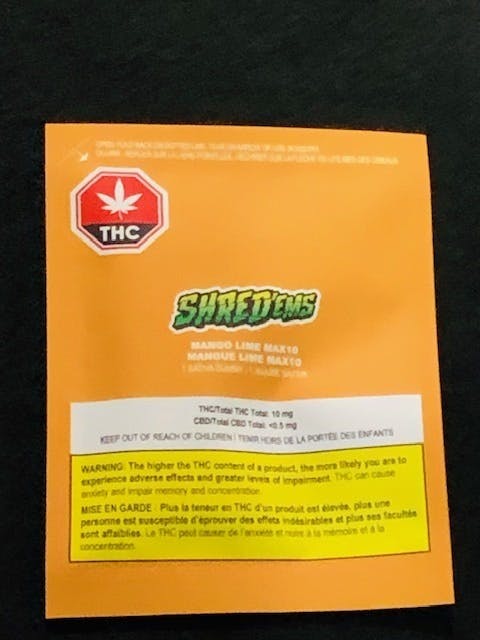 THC
SHRED'EMS
MANGO LIME MAX10
MANGUE LIME MAX10
THC/Total THC Total: 10 mg
CBD/Total CBD Total: <0.5 mg
KEEP OUT OF REACH OF CHILDREN | TENIR HORS DE LA PORTÉE DES ENFANTS
WARNING: The higher the THC content of a product, the more likely you are to
experience adverse effects and greater levels of impairment. THC can cause
anxiety and impair memory and concentration.
MISE EN GARDE : Plus la teneur en THC d'un produit est élevée, plus une
personne est susceptible d'éprouver des effets indésirables et plus ses facultés
sont affaiblies. Le THC peut causer de l'anxiété et nuire à la mémoire et à la
concentration.